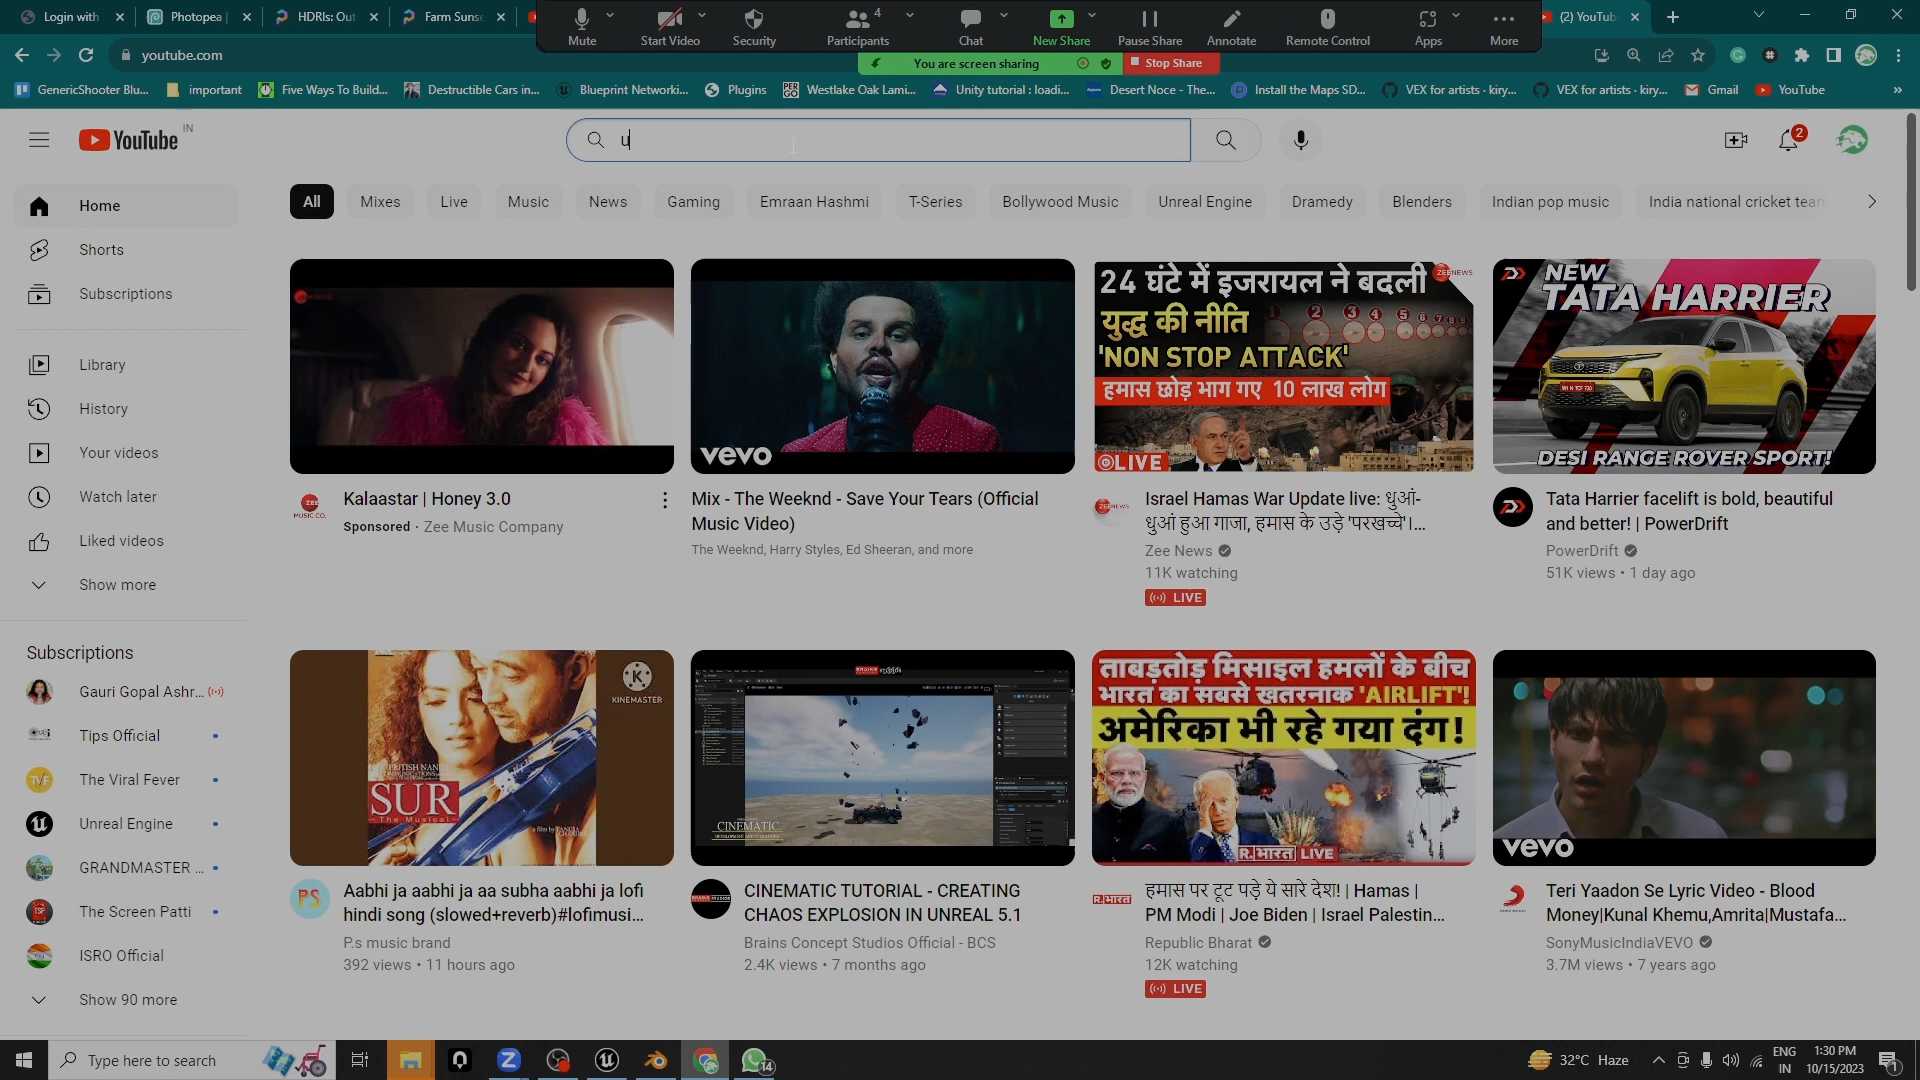 Login with
Photopea |
HDRIs: Out
Farm Sunse
(2) YouTub
Mute
Start Video
Security
Participants
4
Chat
New Share
Pause Share
Annotate
Remote Control
Apps
More
You are screen sharing
Stop Share
youtube.com
GenericShooter Blu...
important
Five Ways To Build...
Destructible Cars in...
Blueprint Networki...
Plugins
PER GO
Westlake Oak Lami...
Unity tutorial : loadi...
Desert Noce - The...
Install the Maps SD...
VEX for artists - kiry...
VEX for artists - kiry...
Gmail
YouTube
YouTube
IN
u
2
All
Mixes
Live
Music
News
Gaming
Emraan Hashmi
T-Series
Bollywood Music
Unreal Engine
Dramedy
Blenders
Indian pop music
India national cricket team
Home
Shorts
Subscriptions
Library
History
Your videos
Watch later
Liked videos
Show more
Subscriptions
Gauri Gopal Ashr...
Tips Official
The Viral Fever
Unreal Engine
GRANDMASTER ...
The Screen Patti
ISRO Official
Show 90 more
vevo
24 घंटे में इजरायल ने बदली
युद्ध की नीति
'NON STOP ATTACK'
हमास छोड़ भाग गए 10 लाख लोग
LIVE
ZEE NEWS
NEW
TATA HARRIER
DESI RANGE ROVER SPORT!
Kalaastar | Honey 3.0
Sponsored · Zee Music Company
ZEE
MUSIC CO.
Mix - The Weeknd - Save Your Tears (Official
Music Video)
The Weeknd, Harry Styles, Ed Sheeran, and more
Israel Hamas War Update live: धुआं-
धुआं हुआ गाजा, हमास के उड़े 'परखच्चे'।...
Zee News
11K watching
LIVE
Tata Harrier facelift is bold, beautiful
and better! | PowerDrift
PowerDrift
51K views • 1 day ago
KINEMASTER
SUR
The Musical
CINEMATIC
ताबड़तोड़ मिसाइल हमलों के बीच
भारत का सबसे खतरनाक 'AIRLIFT'!
अमेरिका भी रहे गया दंग!
R.भारत LIVE
vevo
PS
Aabhi ja aabhi ja aa subha aabhi ja lofi
hindi song (slowed+reverb)#lofimusi...
P.s music brand
392 views • 11 hours ago
CINEMATIC TUTORIAL - CREATING
CHAOS EXPLOSION IN UNREAL 5.1
Brains Concept Studios Official - BCS
2.4K views • 7 months ago
R.भारत
हमास पर टूट पड़े ये सारे देश! | Hamas |
PM Modi | Joe Biden | Israel Palestin...
Republic Bharat
12K watching
LIVE
Teri Yaadon Se Lyric Video - Blood
Money|Kunal Khemu,Amrita|Mustafa...
SonyMusicIndiaVEVO
3.7M views • 7 years ago
Type here to search
14
32°C Haze
ENG
IN
1:30 PM
10/15/2023
1